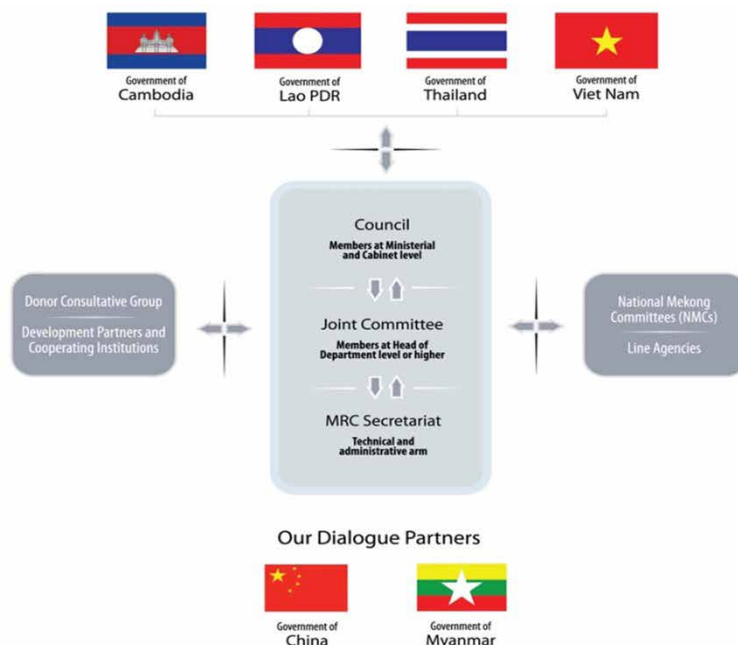 Government of
Cambodia
Government of
Lao PDR
Government of
Thailand
Government of
Viet Nam
Council
Members at Ministerial
and Cabinet level
Donor Consultative Group
Development Partners and
Cooperating Institutions
Joint Committee
Members at Head of
Department level or higher
National Mekong
Committees (NMCs)
Line Agencies
MRC Secretariat
Technical and
administrative arm
Our Dialogue Partners
Government of
China
Government of
Myanmar